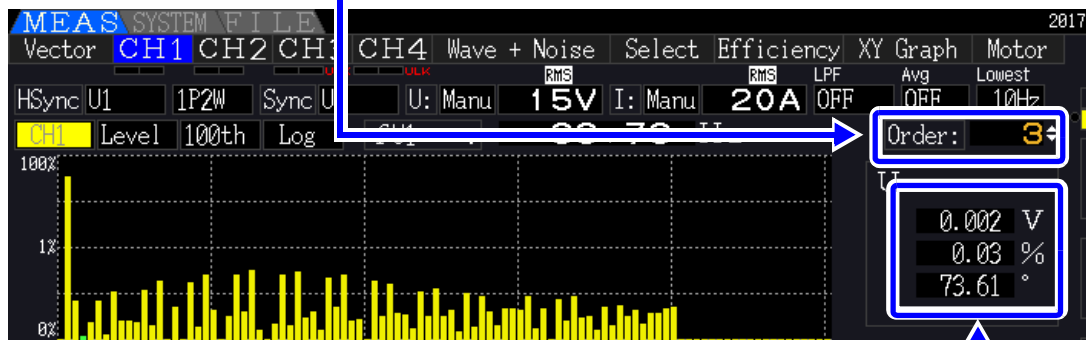 MEAS SYSTEM FILE 2017
Vector CH1 CH2 CH3 CH4 Wave + Noise Select Efficiency XY Graph Motor
ULK RMS RMS LPF Avg Lowest
HSync U1 1P2W Sync U U: Manu 15V I: Manu 20A OFF OFF 10Hz
CH1 Level 100th Log Order: 3
100% U
0.002 V
1% 0.03 %
73.61 °
0%